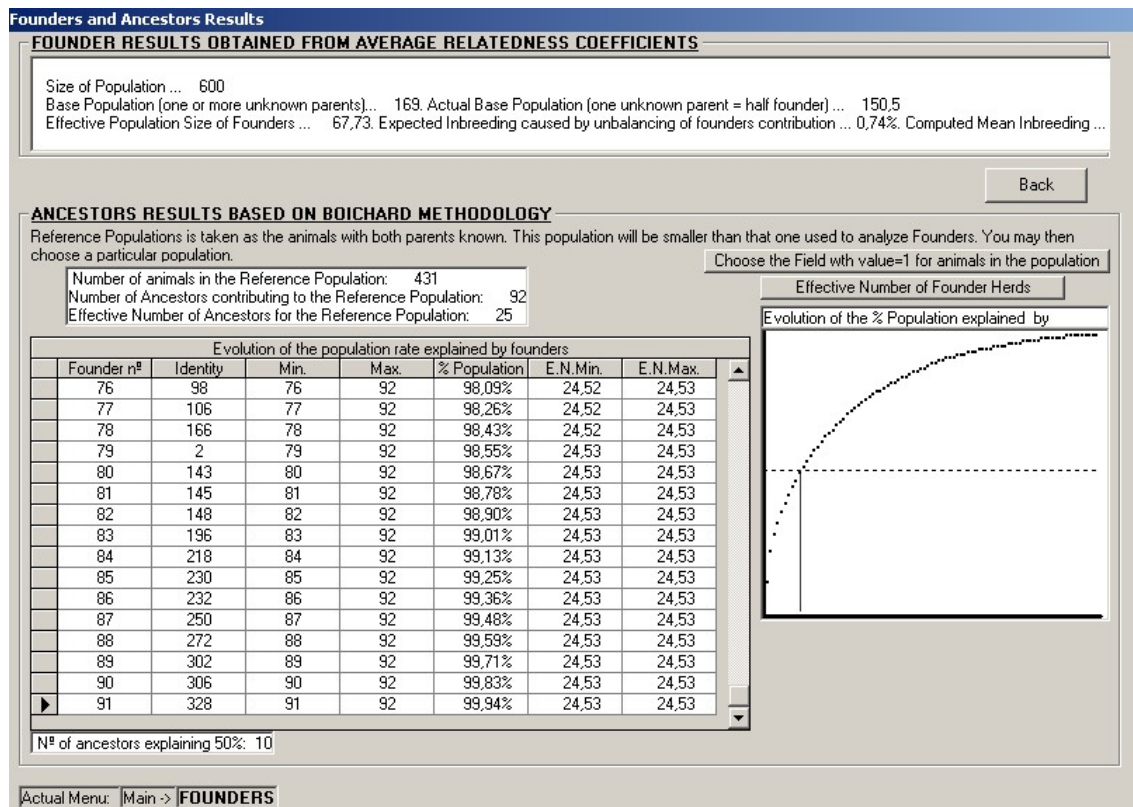 Founders and Ancestors Results
FOUNDER RESULTS OBTAINED FROM AVERAGE RELATEDNESS COEFFICIENTS
Size of Population ... 600
Base Population (one or more unknown parents)... 169. Actual Base Population (one unknown parent = half founder) ... 150,5
Effective Population Size of Founders ... 67,73. Expected Inbreeding caused by unbalancing of founders contribution ... 0,74%. Computed Mean Inbreeding ...
Back
ANCESTORS RESULTS BASED ON BOICHARD METHODOLOGY
Reference Populations is taken as the animals with both parents known. This population will be smaller than that one used to analyze Founders. You may then
choose a particular population.
Choose the Field wth value=1 for animals in the population
Number of animals in the Reference Population: 431
Number of Ancestors contributing to the Reference Population: 92
Effective Number of Ancestors for the Reference Population: 25
Effective Number of Founder Herds
Evolution of the % Population explained by
Evolution of the population rate explained by founders
Founder nº Identity Min. Max. % Population E.N.Min. E.N.Max.
76 98 76 92 98,09% 24,52 24,53
77 106 77 92 98,26% 24,52 24,53
78 166 78 92 98,43% 24,52 24,53
79 2 79 92 98,55% 24,53 24,53
80 143 80 92 98,67% 24,53 24,53
81 145 81 92 98,78% 24,53 24,53
82 148 82 92 98,90% 24,53 24,53
83 196 83 92 99,01% 24,53 24,53
84 218 84 92 99,13% 24,53 24,53
85 230 85 92 99,25% 24,53 24,53
86 232 86 92 99,36% 24,53 24,53
87 250 87 92 99,48% 24,53 24,53
88 272 88 92 99,59% 24,53 24,53
89 302 89 92 99,71% 24,53 24,53
90 306 90 92 99,83% 24,53 24,53
91 328 91 92 99,94% 24,53 24,53
Nº of ancestors explaining 50%: 10
Actual Menu: Main -> FOUNDERS